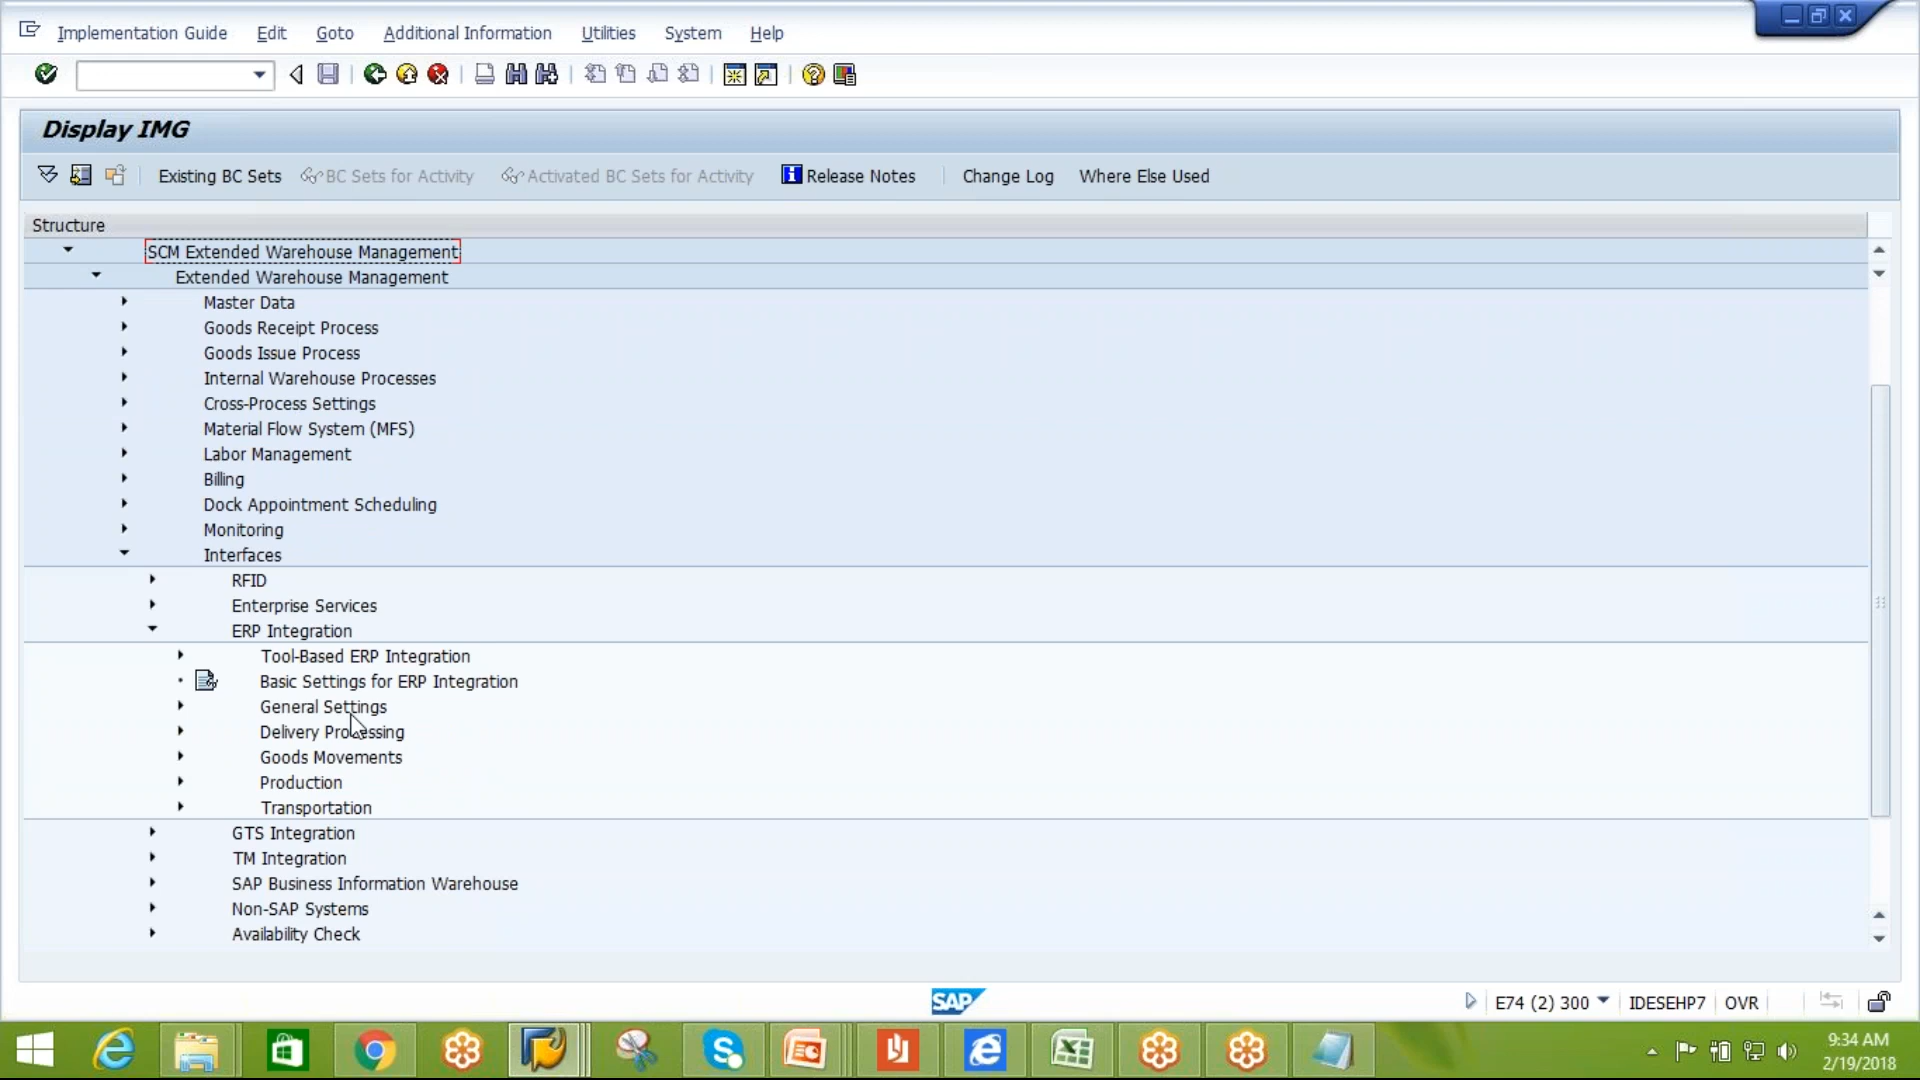 Implementation Guide Edit Goto Additional Information Utilities System Help
Display IMG
Existing BC Sets BC Sets for Activity Activated BC Sets for Activity Release Notes Change Log Where Else Used
Structure
SCM Extended Warehouse Management
Extended Warehouse Management
Master Data
Goods Receipt Process
Goods Issue Process
Internal Warehouse Processes
Cross-Process Settings
Material Flow System (MFS)
Labor Management
Billing
Dock Appointment Scheduling
Monitoring
Interfaces
RFID
Enterprise Services
ERP Integration
Tool-Based ERP Integration
Basic Settings for ERP Integration
General Settings
Delivery Processing
Goods Movements
Production
Transportation
GTS Integration
TM Integration
SAP Business Information Warehouse
Non-SAP Systems
Availability Check
SAP E74 (2) 300 IDESEHP7 OVR
9:34 AM
2/19/2018